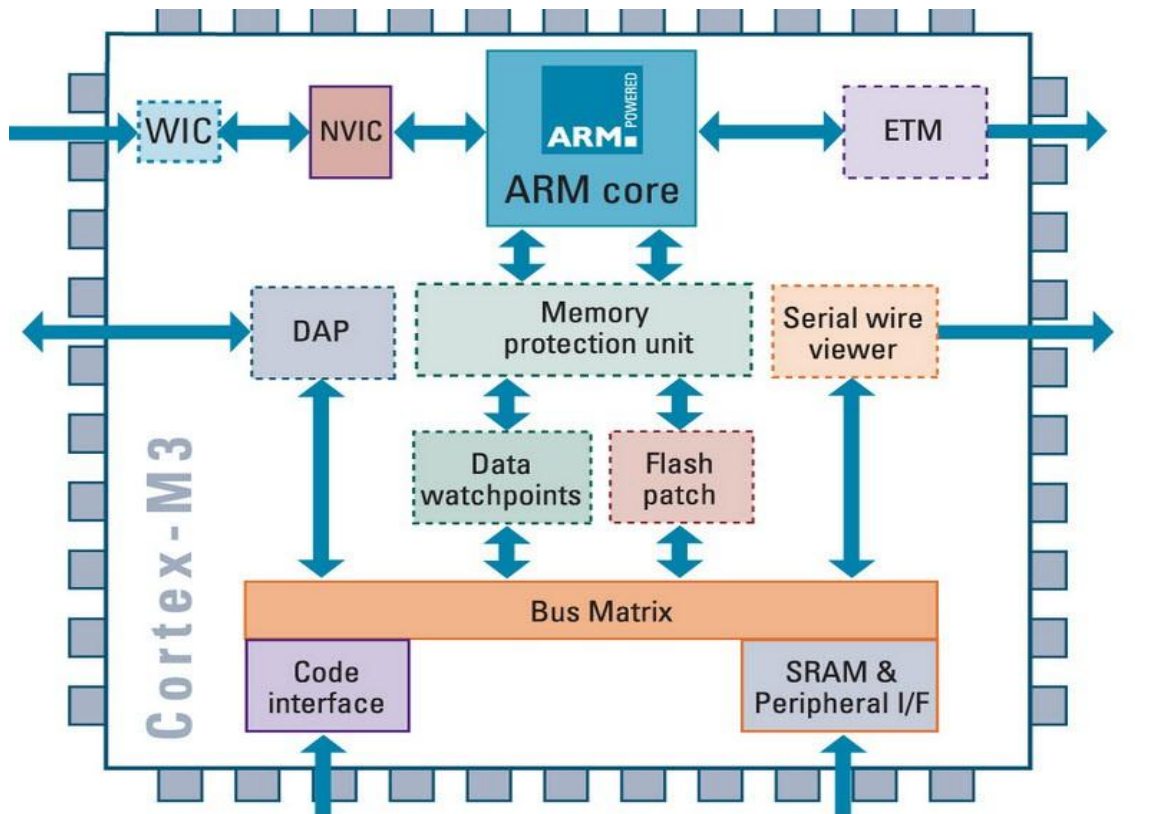 WIC
NVIC
ARM POWERED
ARM core
ETM
DAP
Memory
protection unit
Serial wire
viewer
Data
watchpoints
Flash
patch
Cortex-M3
Bus Matrix
Code
interface
SRAM &
Peripheral I/F